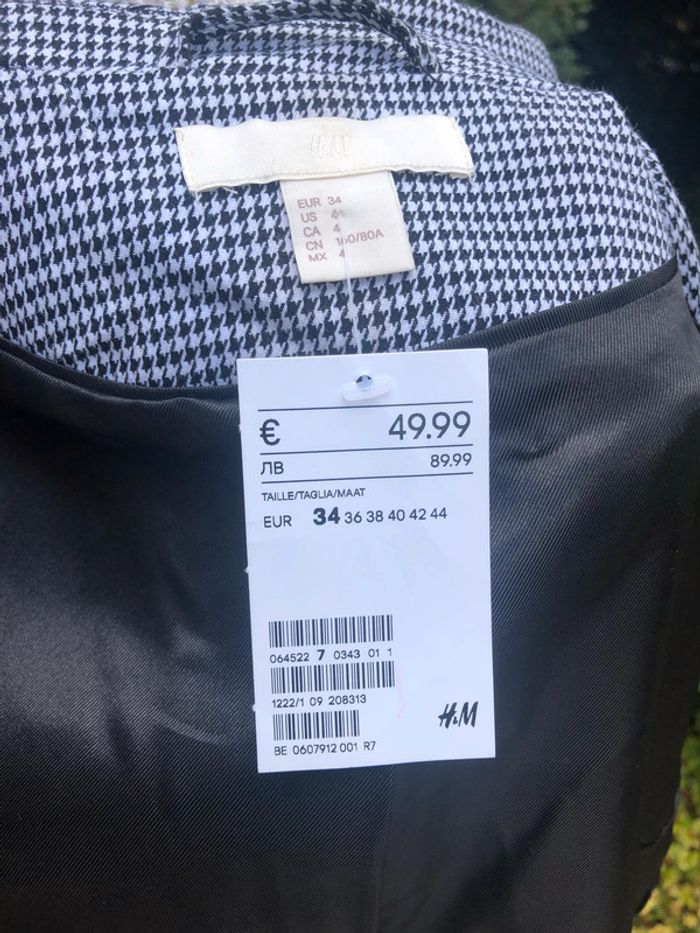 H&M
EUR 34
US 4
CA 4
CN 160/80A
MX 4
€ 49.99
ЛВ 89.99
TAILLE/TAGLIA/MAAT
EUR 34 36 38 40 42 44
064522 7 0343 01 1
1222/1 09 208313
BE 0607912 001 R7
H&M